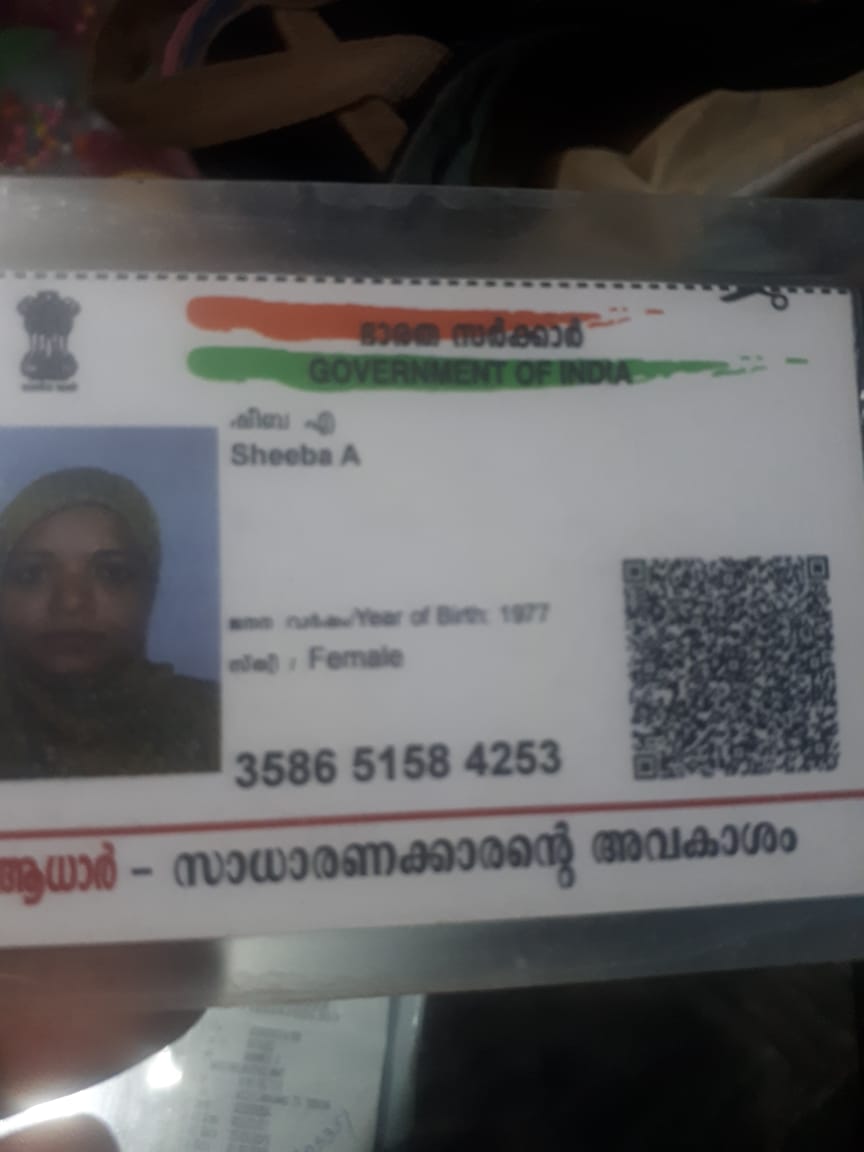 ഭാരത സർക്കാർ
GOVERNMENT OF INDIA
ഷീബ എ
Sheeba A
ജനന വർഷം/Year of Birth: 1977
സ്ത്രീ / Female
3586 5158 4253
ആധാർ - സാധാരണക്കാരന്റെ അവകാശം